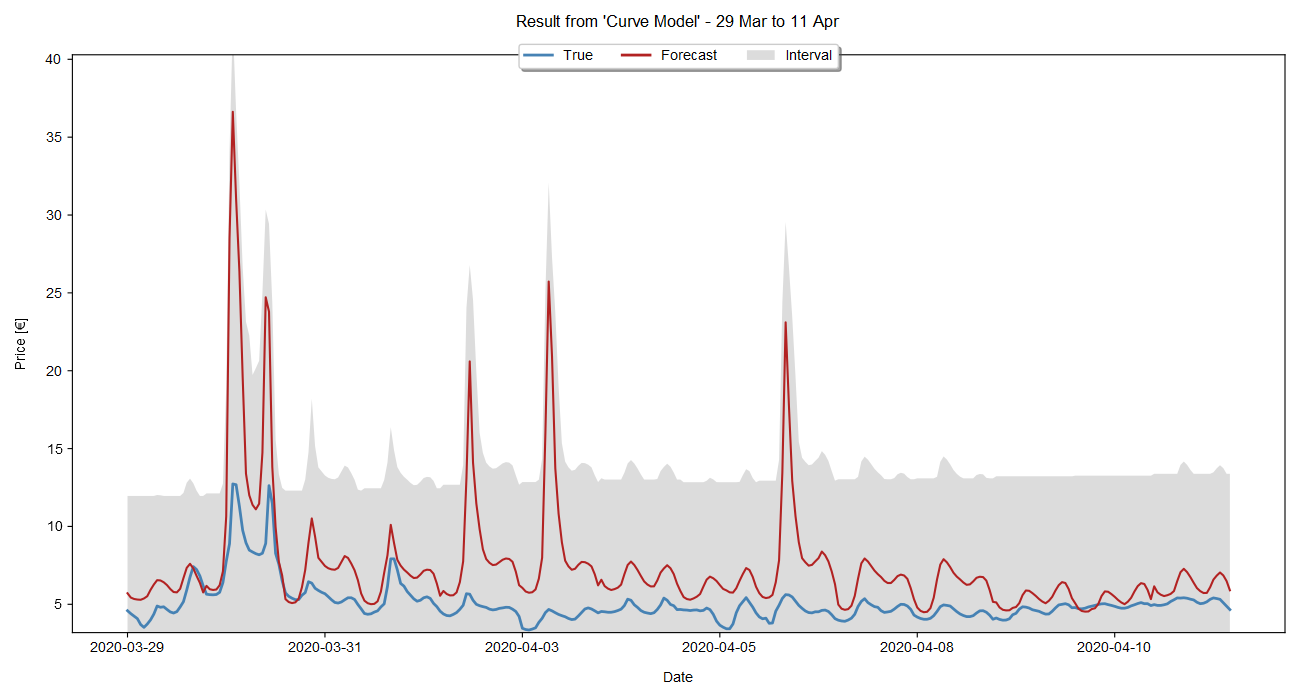 Result from 'Curve Model' - 29 Mar to 11 Apr
True Forecast Interval
40
35
30
25
20
15
10
5
Price [€]
2020-03-29 2020-03-31 2020-04-03 2020-04-05 2020-04-08 2020-04-10
Date